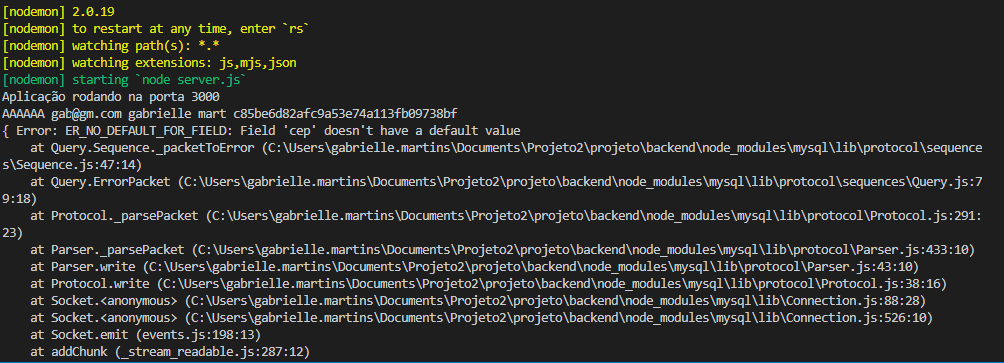 [nodemon] 2.0.19
[nodemon] to restart at any time, enter `rs`
[nodemon] watching path(s): *.*
[nodemon] watching extensions: js,mjs,json
[nodemon] starting `node server.js`
Aplicação rodando na porta 3000
AAAAAA gab@gm.com gabrielle mart c85be6d82afc9a53e74a113fb09738bf
{ Error: ER_NO_DEFAULT_FOR_FIELD: Field 'cep' doesn't have a default value
    at Query.Sequence._packetToError (C:\Users\gabrielle.martins\Documents\Projeto2\projeto\backend\node_modules\mysql\lib\protocol\sequence
s\Sequence.js:47:14)
    at Query.ErrorPacket (C:\Users\gabrielle.martins\Documents\Projeto2\projeto\backend\node_modules\mysql\lib\protocol\sequences\Query.js:7
9:18)
    at Protocol._parsePacket (C:\Users\gabrielle.martins\Documents\Projeto2\projeto\backend\node_modules\mysql\lib\protocol\Protocol.js:291:
23)
    at Parser._parsePacket (C:\Users\gabrielle.martins\Documents\Projeto2\projeto\backend\node_modules\mysql\lib\protocol\Parser.js:433:10)
    at Parser.write (C:\Users\gabrielle.martins\Documents\Projeto2\projeto\backend\node_modules\mysql\lib\protocol\Parser.js:43:10)
    at Protocol.write (C:\Users\gabrielle.martins\Documents\Projeto2\projeto\backend\node_modules\mysql\lib\protocol\Protocol.js:38:16)
    at Socket.<anonymous> (C:\Users\gabrielle.martins\Documents\Projeto2\projeto\backend\node_modules\mysql\lib\Connection.js:88:28)
    at Socket.<anonymous> (C:\Users\gabrielle.martins\Documents\Projeto2\projeto\backend\node_modules\mysql\lib\Connection.js:526:10)
    at Socket.emit (events.js:198:13)
    at addChunk (_stream_readable.js:287:12)